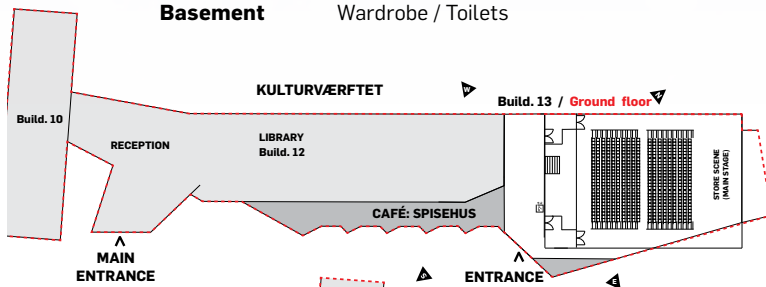 Basement Wardrobe / Toilets
KULTURVÆRFTET
W
N
Build. 13 / Ground floor
Build. 10
RECEPTION
LIBRARY
Build. 12
STORE SCENE
(MAIN STAGE)
CAFÉ: SPISEHUS
MAIN
ENTRANCE
S
ENTRANCE
E